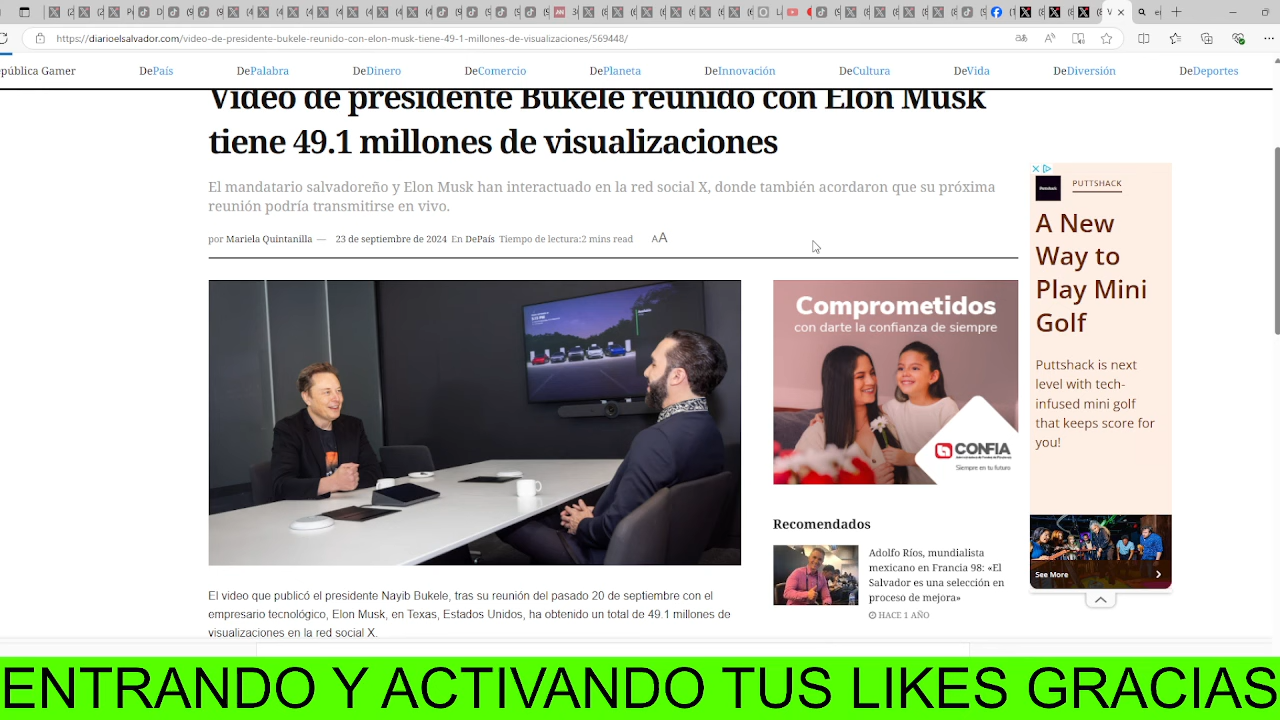 https://diarioelsalvador.com/video-de-presidente-bukele-reunido-con-elon-musk-tiene-49-1-millones-de-visualizaciones/569448/
pública Gamer
DePaís
DePalabra
DeDinero
DeComercio
DePlaneta
DeInnovación
DeCultura
DeVida
DeDiversión
DeDeportes
Video de presidente Bukele reunido con Elon Musk
tiene 49.1 millones de visualizaciones
El mandatario salvadoreño y Elon Musk han interactuado en la red social X, donde también acordaron que su próxima
reunión podría transmitirse en vivo.
por Mariela Quintanilla — 23 de septiembre de 2024 En DePaís Tiempo de lectura:2 mins read AA
El video que publicó el presidente Nayib Bukele, tras su reunión del pasado 20 de septiembre con el
empresario tecnológico, Elon Musk, en Texas, Estados Unidos, ha obtenido un total de 49.1 millones de
visualizaciones en la red social X.
Comprometidos
con darte la confianza de siempre
CONFIA
Siempre en tu futuro
Recomendados
Adolfo Ríos, mundialista
mexicano en Francia 98: «El
Salvador es una selección en
proceso de mejora»
HACE 1 AÑO
PUTTSHACK
A New
Way to
Play Mini
Golf
Puttshack is next
level with tech-
infused mini golf
that keeps score for
you!
See More
ENTRANDO Y ACTIVANDO TUS LIKES GRACIAS